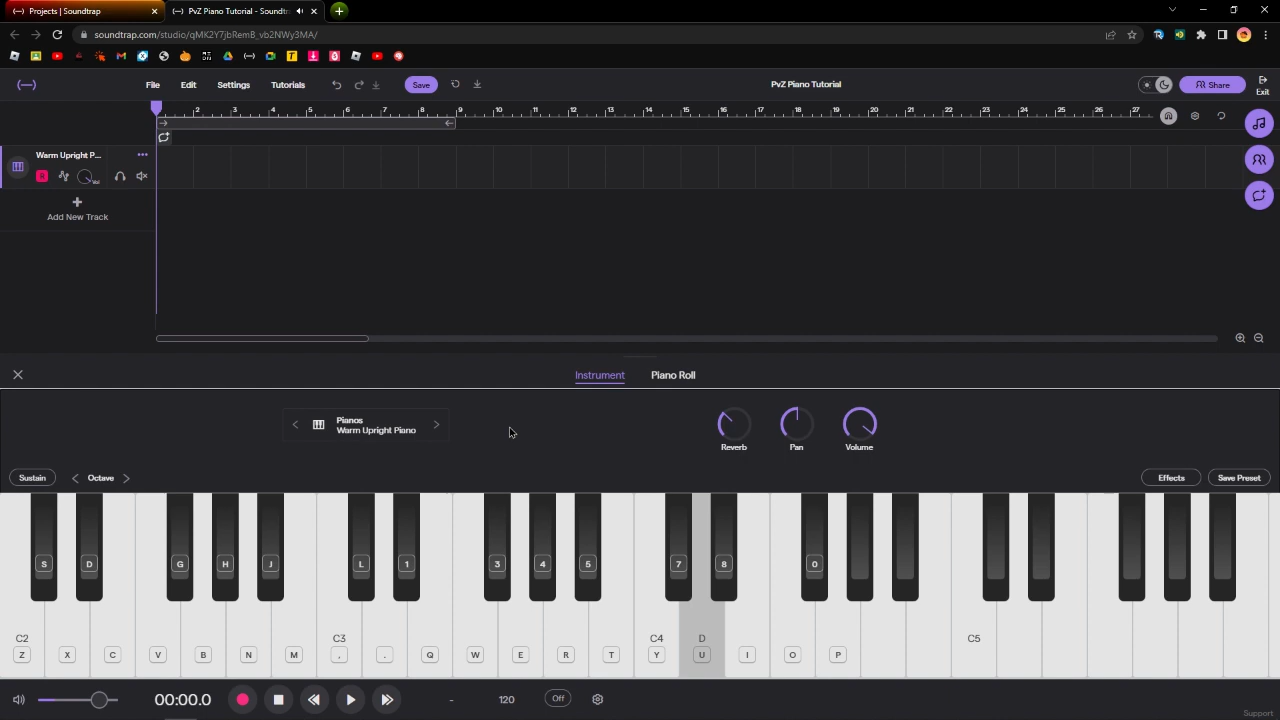 Projects | Soundtrap
PvZ Piano Tutorial - Soundtr
soundtrap.com/studio/qMK2Y7jbRemB_vb2NWy3MA/
File Edit Settings Tutorials Save PvZ Piano Tutorial Share Exit
2 3 4 5 6 7 8 9 10 11 12 13 14 15 16 17 18 19 20 21 22 23 24 25 26 27
Warm Upright P...
R Vol
Add New Track
Instrument Piano Roll
Pianos
Warm Upright Piano
Reverb Pan Volume
Sustain Octave Effects Save Preset
S D G H J L 1 3 4 5 7 8 0
C2 C3 C4 D C5
Z X C V B N M , . Q W E R T Y U I O P
00:00.0 - 120 Off
Support